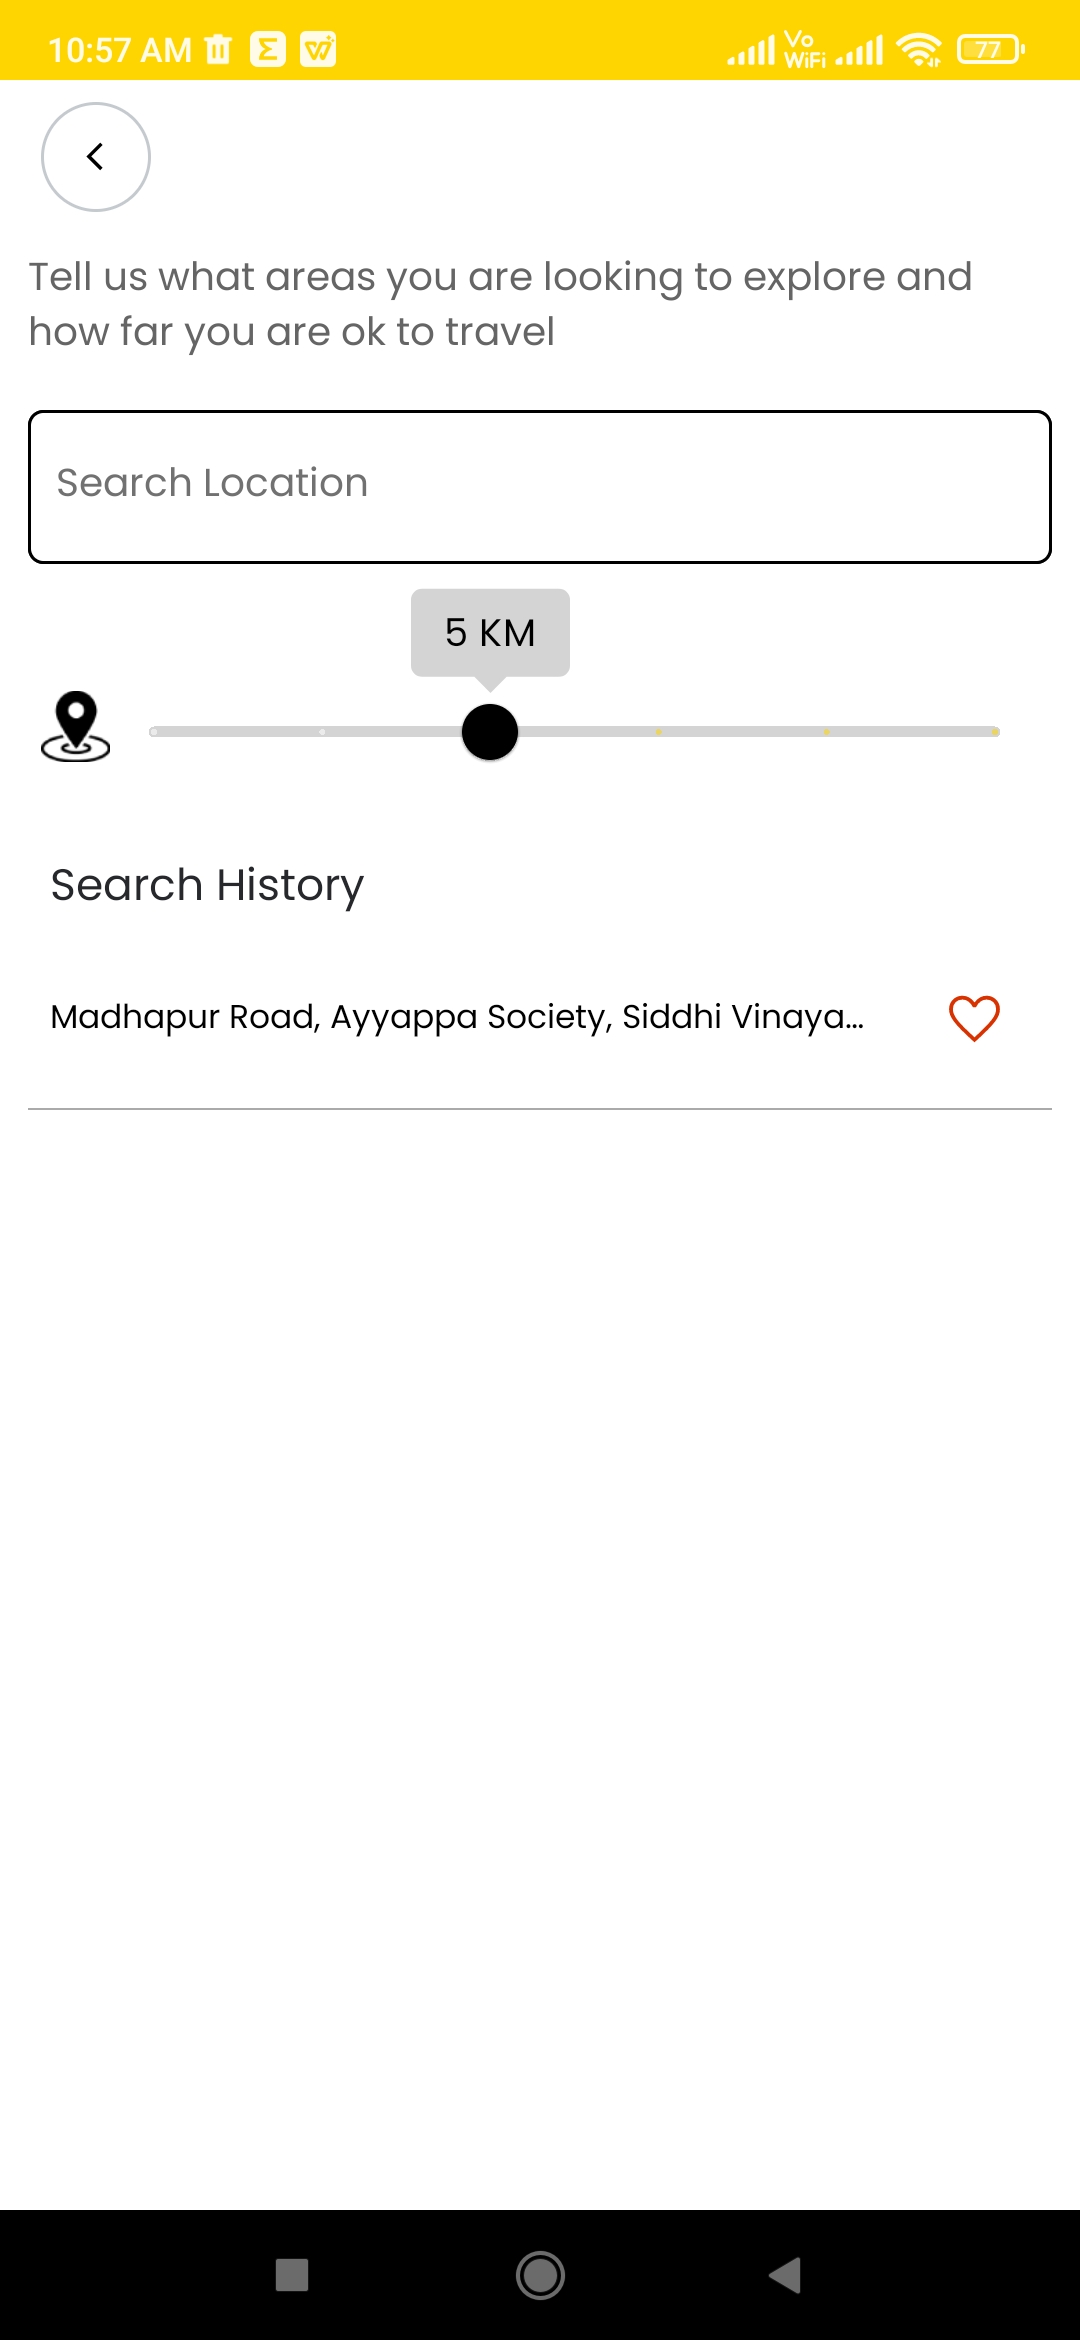 10:57 AM
Vo
WiFi
77
Tell us what areas you are looking to explore and
how far you are ok to travel
Search Location
5 KM
Search History
Madhapur Road, Ayyappa Society, Siddhi Vinaya...